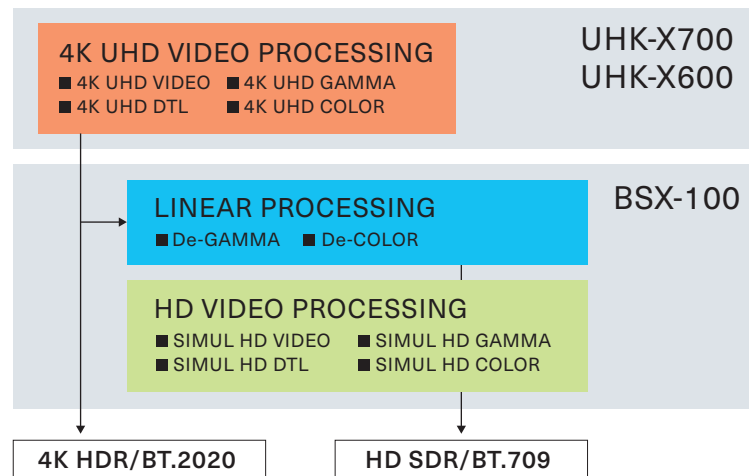 4K UHD VIDEO PROCESSING
■ 4K UHD VIDEO ■ 4K UHD GAMMA
■ 4K UHD DTL ■ 4K UHD COLOR
UHK-X700
UHK-X600
LINEAR PROCESSING
■ De-GAMMA ■ De-COLOR
BSX-100
HD VIDEO PROCESSING
■ SIMUL HD VIDEO ■ SIMUL HD GAMMA
■ SIMUL HD DTL ■ SIMUL HD COLOR
4K HDR/BT.2020
HD SDR/BT.709